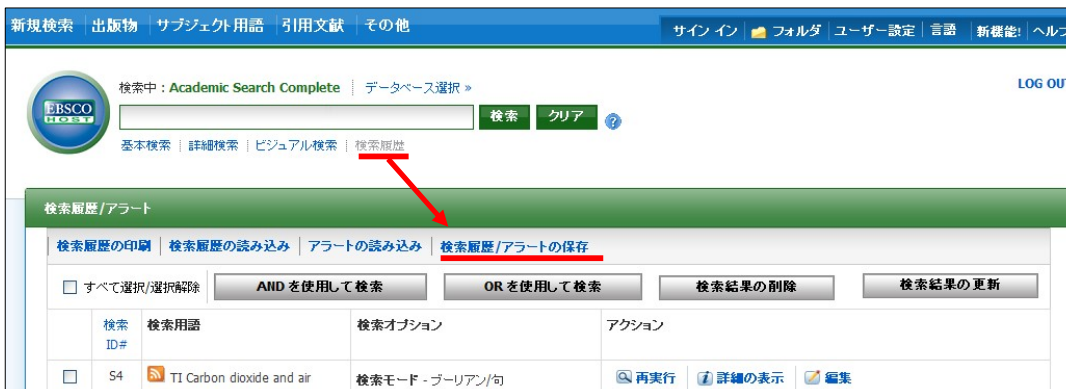 新規検索 出版物 サブジェクト用語 引用文献 その他 サイン イン フォルダ ユーザー設定 言語 新機能!
検索中 : Academic Search Complete データベース選択 » LOG OUT
EBSCO HOST
検索 クリア ?
基本検索 詳細検索 ビジュアル検索 検索履歴
検索履歴/アラート
検索履歴の印刷 検索履歴の読み込み アラートの読み込み 検索履歴/アラートの保存
すべて選択/選択解除 AND を使用して検索 OR を使用して検索 検索結果の削除 検索結果の更新
検索 ID# 検索用語 検索オプション アクション
S4 TI Carbon dioxide and air 検索モード - ブーリアン/句 再実行 詳細の表示 編集